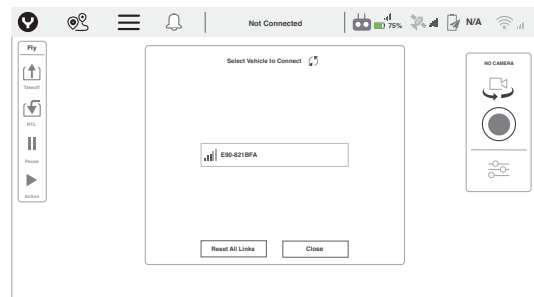 Not Connected
75%
N/A
Fly
Takeoff
RTL
Pause
Action
Select Vehicle to Connect
E90-821BFA
Reset All Links
Close
NO CAMERA